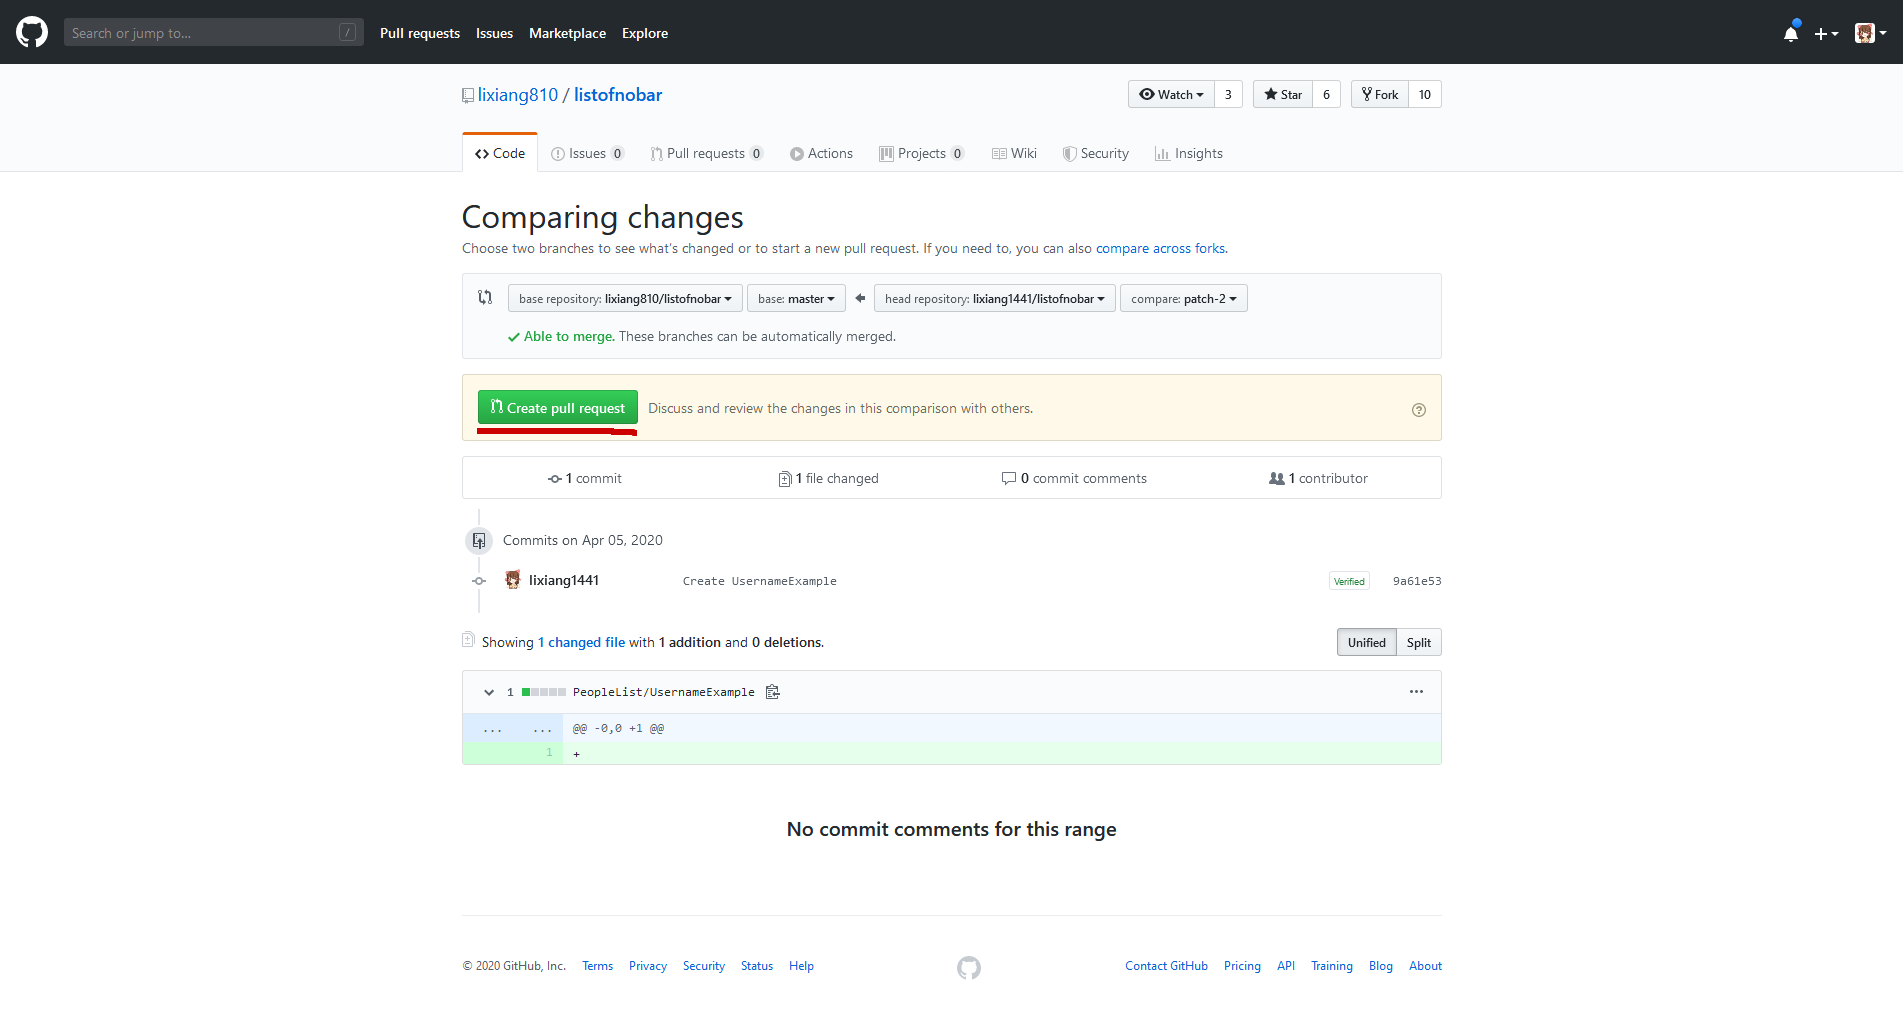 Search or jump to... / Pull requests Issues Marketplace Explore
lixiang810 / listofnobar Watch 3 Star 6 Fork 10
Code Issues 0 Pull requests 0 Actions Projects 0 Wiki Security Insights
Comparing changes
Choose two branches to see what's changed or to start a new pull request. If you need to, you can also compare across forks.
base repository: lixiang810/listofnobar base: master head repository: lixiang1441/listofnobar compare: patch-2
Able to merge. These branches can be automatically merged.
Create pull request Discuss and review the changes in this comparison with others.
1 commit 1 file changed 0 commit comments 1 contributor
Commits on Apr 05, 2020
lixiang1441 Create UsernameExample Verified 9a61e53
Showing 1 changed file with 1 addition and 0 deletions. Unified Split
1 PeopleList/UsernameExample
... ... @@ -0,0 +1 @@
1 +
No commit comments for this range
© 2020 GitHub, Inc. Terms Privacy Security Status Help Contact GitHub Pricing API Training Blog About